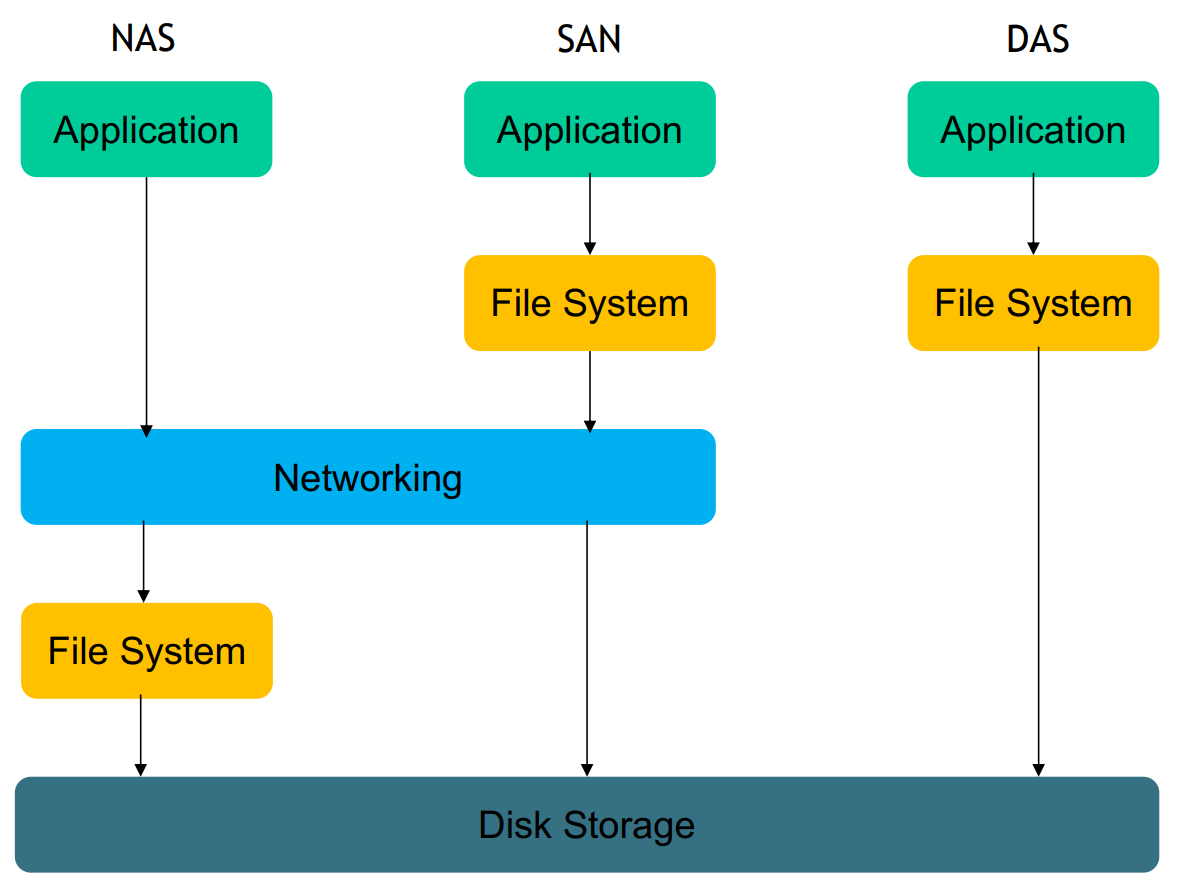 NAS
SAN
DAS
Application
Application
Application
File System
File System
Networking
File System
Disk Storage